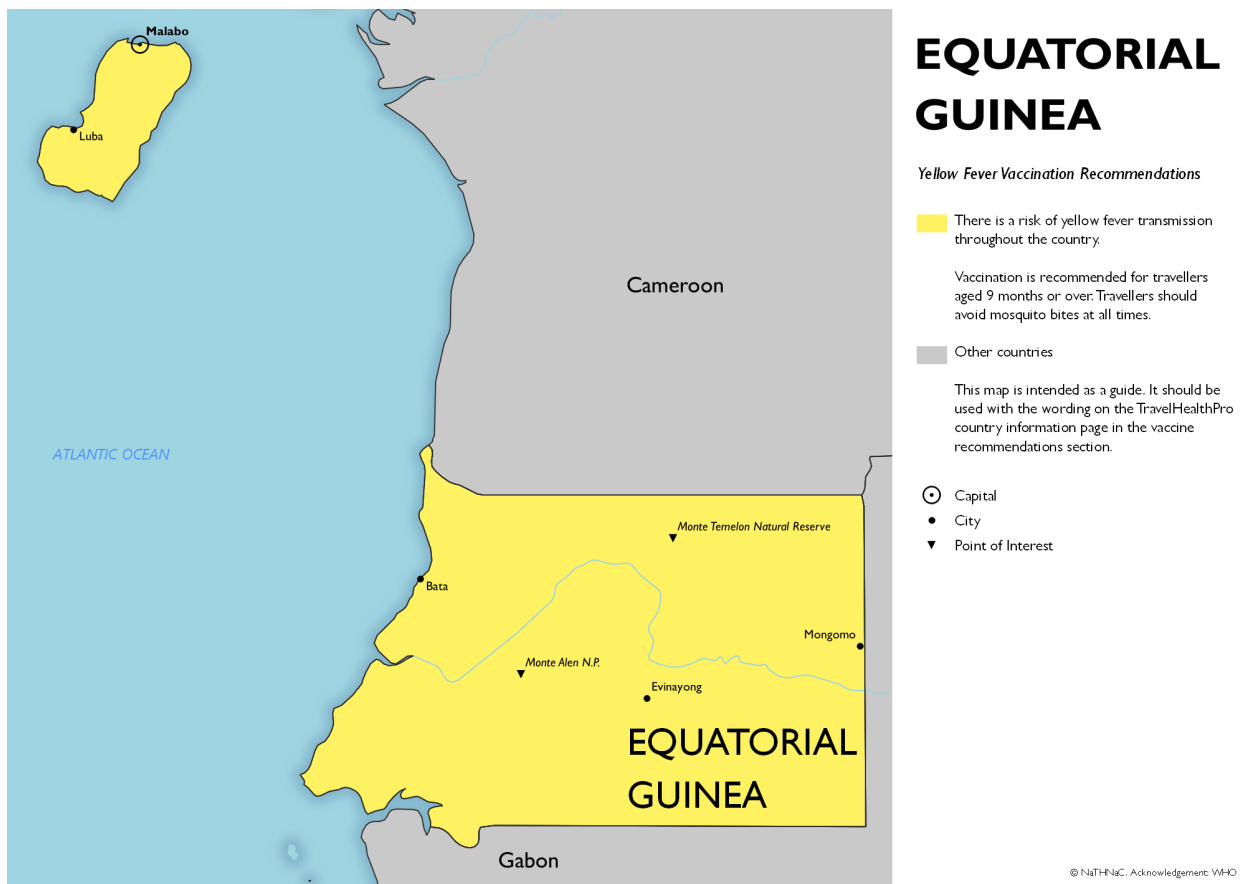 Malabo
Luba
Cameroon
ATLANTIC OCEAN
Monte Temelon Natural Reserve
Bata
Mongomo
Monte Alen N.P.
Evinayong
EQUATORIAL
GUINEA
Gabon
EQUATORIAL
GUINEA
Yellow Fever Vaccination Recommendations
There is a risk of yellow fever transmission
throughout the country.
Vaccination is recommended for travellers
aged 9 months or over. Travellers should
avoid mosquito bites at all times.
Other countries
This map is intended as a guide. It should be
used with the wording on the TravelHealthPro
country information page in the vaccine
recommendations section.
Capital
City
Point of Interest
© NaTHNaC. Acknowledgement: WHO